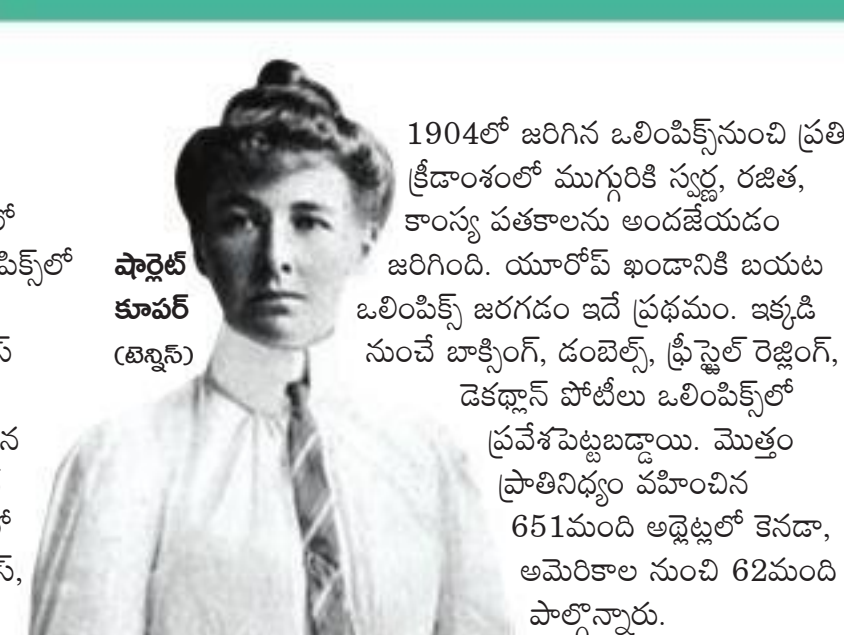 లో
పిక్స్‌లో
స్
న
లో
స్,
షార్లెట్
కూపర్
(టెన్నిస్)
1904లో జరిగిన ఒలింపిక్స్‌నుంచి ప్రతి
క్రీడాంశంలో ముగ్గురికి స్వర్ణ, రజిత,
కాంస్య పతకాలను అందజేయడం
జరిగింది. యూరోప్ ఖండానికి బయట
ఒలింపిక్స్ జరగడం ఇదే ప్రథమం. ఇక్కడి
నుంచే బాక్సింగ్, డంబెల్స్, ఫ్రీస్టైల్ రెజ్లింగ్,
డెకథ్లాన్ పోటీలు ఒలింపిక్స్‌లో
ప్రవేశపెట్టబడ్డాయి. మొత్తం
ప్రాతినిధ్యం వహించిన
651మంది అథ్లెట్లలో కెనడా,
అమెరికాల నుంచి 62మంది
పాల్గొన్నారు.